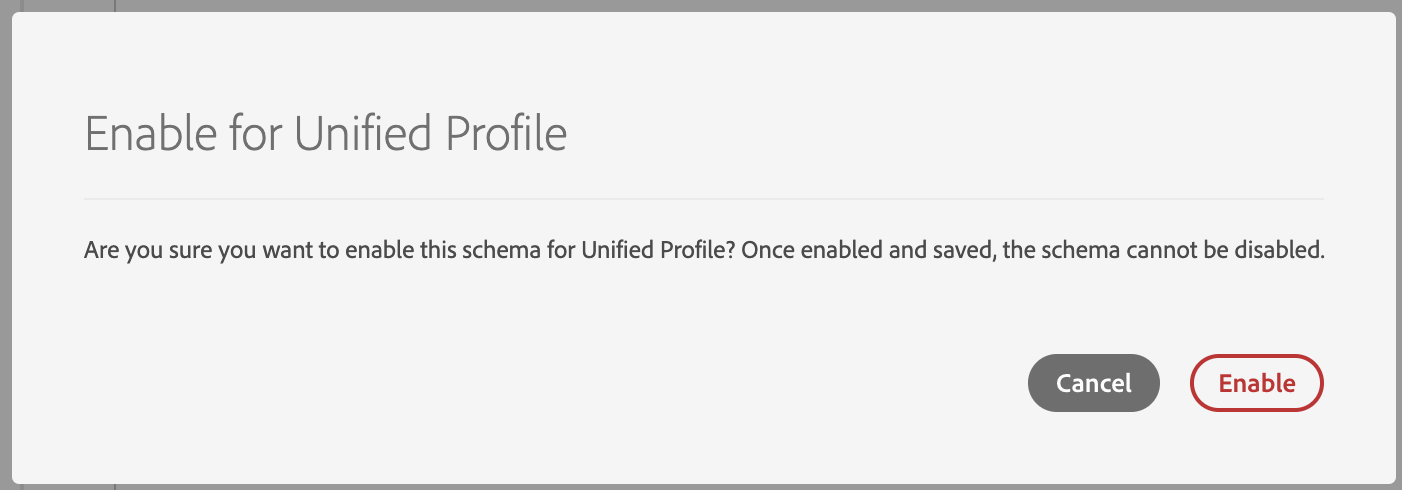 Enable for Unified Profile
Are you sure you want to enable this schema for Unified Profile? Once enabled and saved, the schema cannot be disabled.
Cancel
Enable